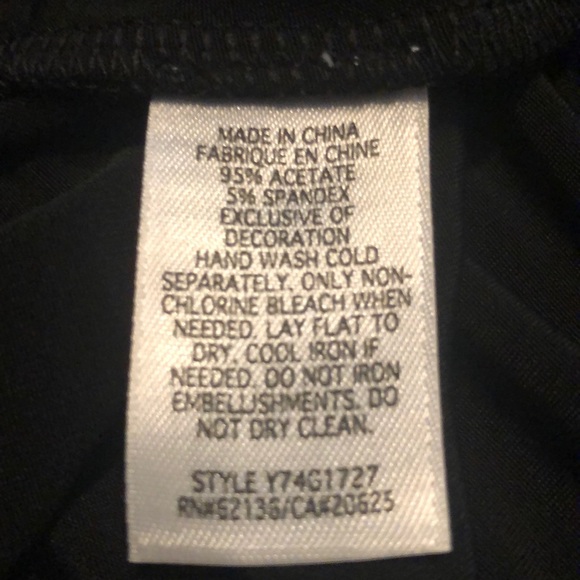 MADE IN CHINA
FABRIQUE EN CHINE
95% ACETATE
5% SPANDEX
EXCLUSIVE OF
DECORATION
HAND WASH COLD
SEPARATELY. ONLY NON-
CHLORINE BLEACH WHEN
NEEDED. LAY FLAT TO
DRY. COOL IRON IF
NEEDED. DO NOT IRON
EMBELLISHMENTS. DO
NOT DRY CLEAN.
STYLE Y74G1727
RN#62136/CA#20625